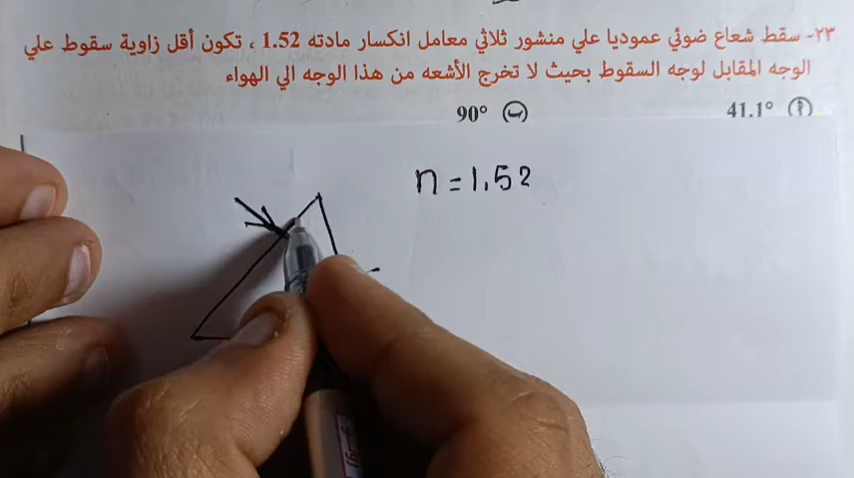 ٢٣- سقط شعاع ضوئي عموديا علي منشور ثلاثي معامل انكسار مادته 1.52 ، تكون أقل زاوية سقوط علي
الوجه المقابل لوجه السقوط بحيث لا تخرج الأشعه من هذا الوجه الي الهواء
أ 41.1°
ب 90°
n = 1.52